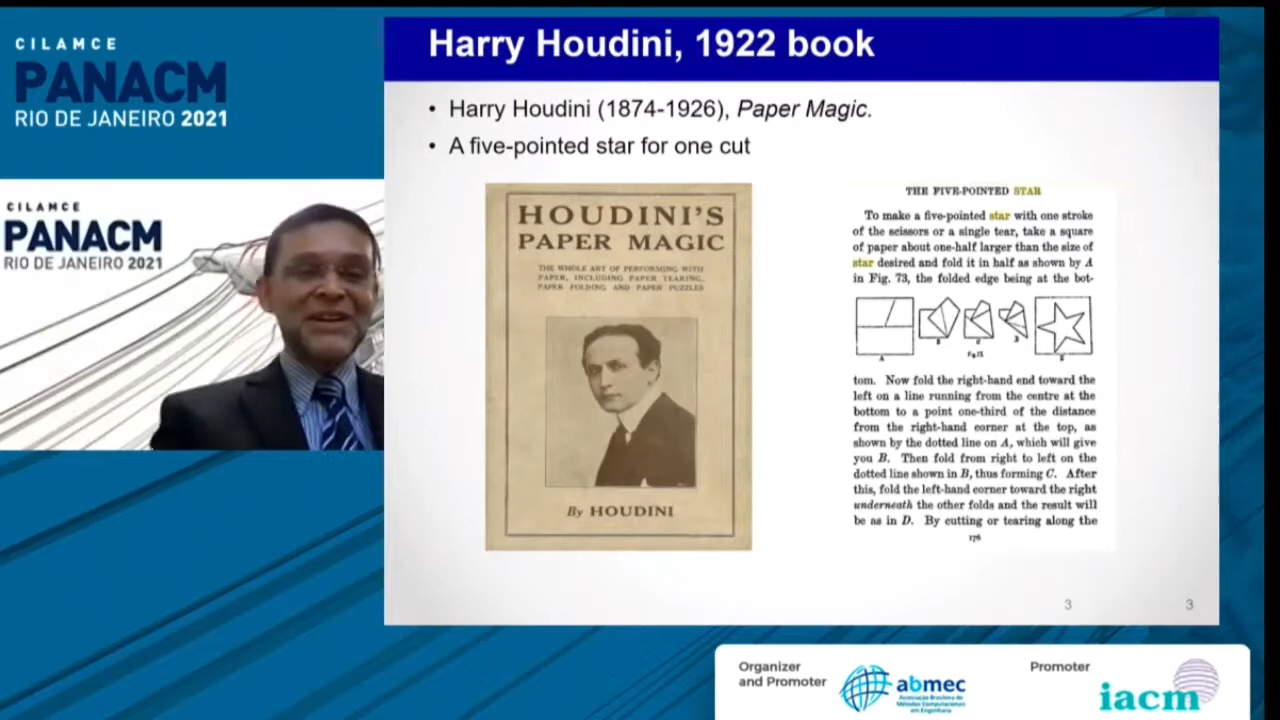 CILAMCE
PANACM
RIO DE JANEIRO 2021
CILAMCE
PANACM
RIO DE JANEIRO 2021
Harry Houdini, 1922 book
• Harry Houdini (1874-1926), Paper Magic.
• A five-pointed star for one cut
HOUDINI'S
PAPER MAGIC
THE WHOLE ART OF PERFORMING WITH
PAPER, INCLUDING PAPER TEARING,
PAPER FOLDING AND PAPER PUZZLES
By HOUDINI
THE FIVE-POINTED STAR
To make a five-pointed star with one stroke
of the scissors or a single tear, take a square
of paper about one-half larger than the size of
star desired and fold it in half as shown by A
in Fig. 73, the folded edge being at the bot-
A
B
C
D
Fig. 73
tom. Now fold the right-hand end toward the
left on a line running from the centre at the
bottom to a point one-third of the distance
from the right-hand corner at the top, as
shown by the dotted line on A, which will give
you B. Then fold from right to left on the
dotted line shown in B, thus forming C. After
this, fold the left-hand corner toward the right
underneath the other folds and the result will
be as in D. By cutting or tearing along the
176
3
3
Organizer
and Promoter
abmec
Associação Brasileira de
Métodos Computacionais
em Engenharia
Promoter
iacm